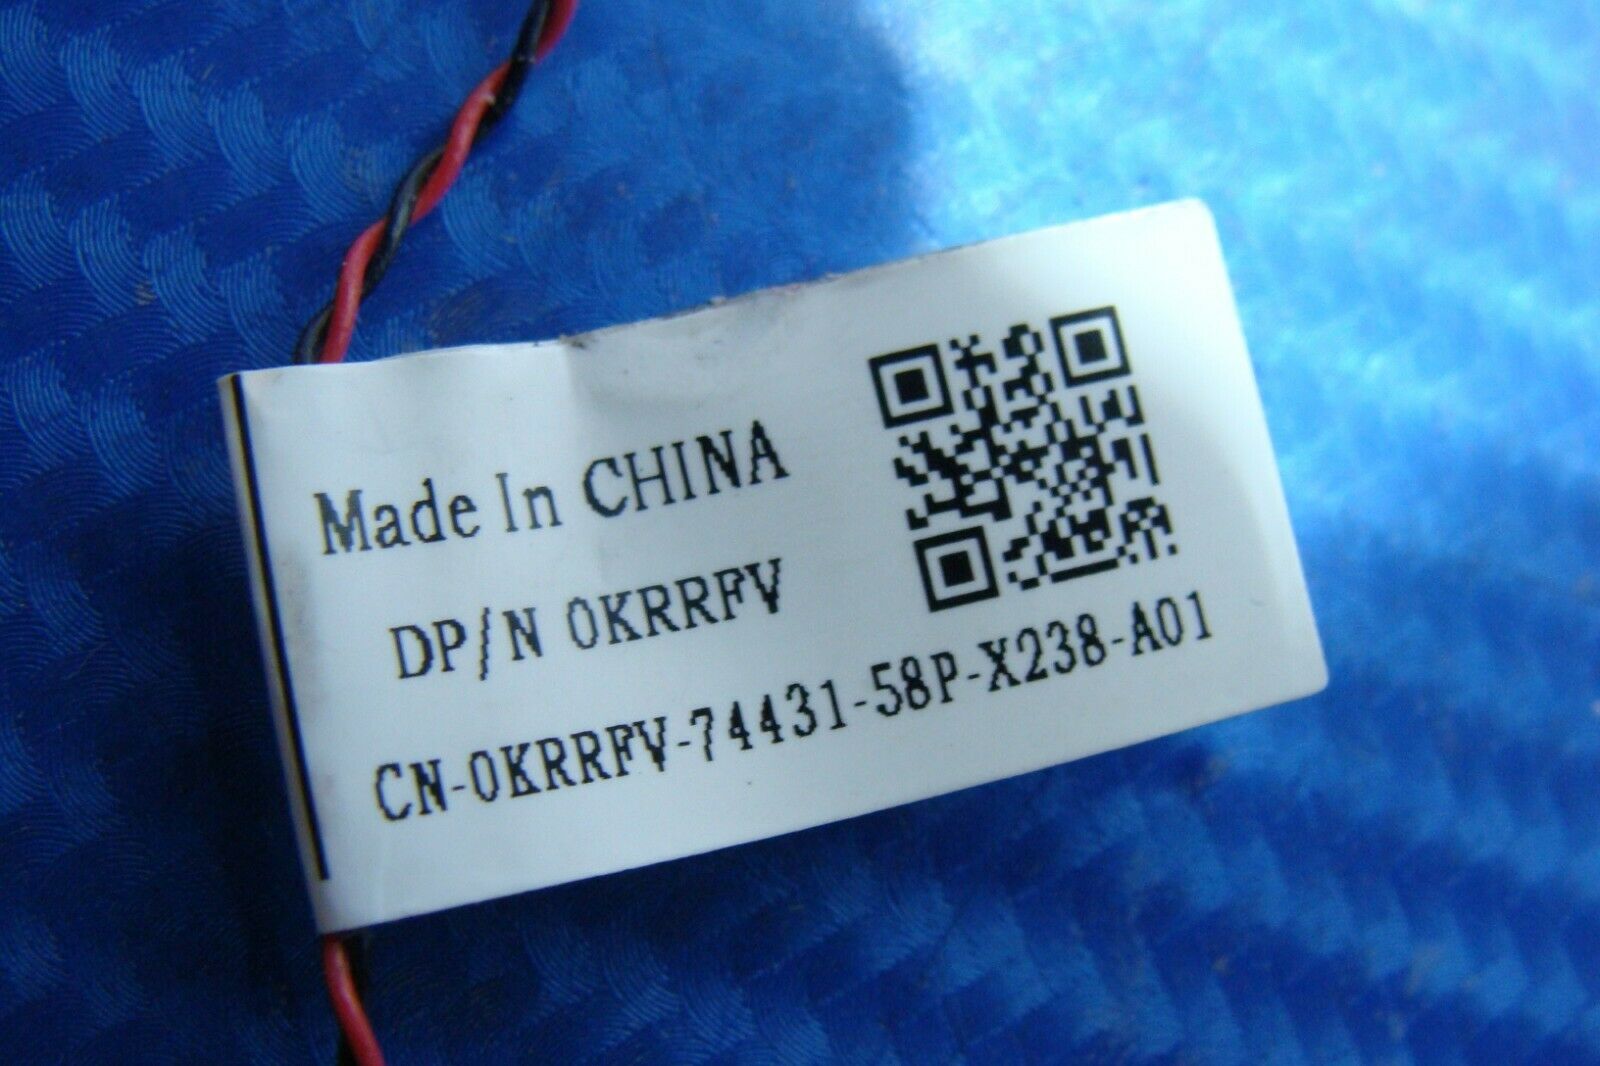 Made In CHINA
DP/N 0KRRFV
CN-0KRRFV-74431-58P-X238-A01